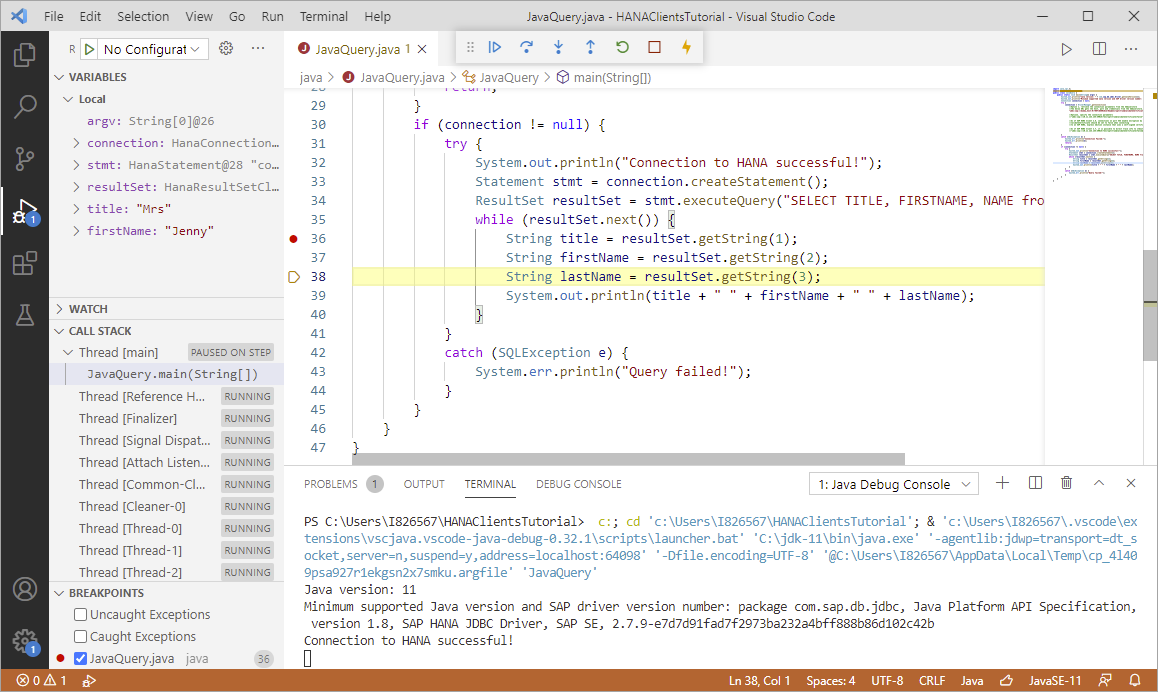 File Edit Selection View Go Run Terminal Help JavaQuery.java - HANAClientsTutorial - Visual Studio Code
R No Configurat
VARIABLES
Local
argv: String[0]@26
connection: HanaConnection...
stmt: HanaStatement@28 "co...
resultSet: HanaResultSetCl...
title: "Mrs"
firstName: "Jenny"
WATCH
CALL STACK
Thread [main] PAUSED ON STEP
JavaQuery.main(String[])
Thread [Reference H... RUNNING
Thread [Finalizer] RUNNING
Thread [Signal Dispat... RUNNING
Thread [Attach Listen... RUNNING
Thread [Common-Cl... RUNNING
Thread [Cleaner-0] RUNNING
Thread [Thread-0] RUNNING
Thread [Thread-1] RUNNING
Thread [Thread-2] RUNNING
BREAKPOINTS
Uncaught Exceptions
Caught Exceptions
JavaQuery.java java 36
1
1
J JavaQuery.java 1
java > J JavaQuery.java > JavaQuery > main(String[])
28 return;
29 }
30 if (connection != null) {
31 try {
32 System.out.println("Connection to HANA successful!");
33 Statement stmt = connection.createStatement();
34 ResultSet resultSet = stmt.executeQuery("SELECT TITLE, FIRSTNAME, NAME fro
35 while (resultSet.next()) {
36 String title = resultSet.getString(1);
37 String firstName = resultSet.getString(2);
38 String lastName = resultSet.getString(3);
39 System.out.println(title + " " + firstName + " " + lastName);
40 }
41 }
42 catch (SQLException e) {
43 System.err.println("Query failed!");
44 }
45 }
46 }
47 }
PROBLEMS 1 OUTPUT TERMINAL DEBUG CONSOLE 1: Java Debug Console
PS C:\Users\I826567\HANAClientsTutorial> c:; cd 'c:\Users\I826567\HANAClientsTutorial'; & 'c:\Users\I826567\.vscode\ex
tensions\vscjava.vscode-java-debug-0.32.1\scripts\launcher.bat' 'C:\jdk-11\bin\java.exe' '-agentlib:jdwp=transport=dt_s
ocket,server=n,suspend=y,address=localhost:64098' '-Dfile.encoding=UTF-8' '@C:\Users\I826567\AppData\Local\Temp\cp_4l40
9psa927r1ekgsn2x7smku.argfile' 'JavaQuery'
Java version: 11
Minimum supported Java version and SAP driver version number: package com.sap.db.jdbc, Java Platform API Specification,
version 1.8, SAP HANA JDBC Driver, SAP SE, 2.7.9-e7d7d91fad7f2973ba232a4bff888b86d102c42b
Connection to HANA successful!
0 1 Ln 38, Col 1 Spaces: 4 UTF-8 CRLF Java JavaSE-11